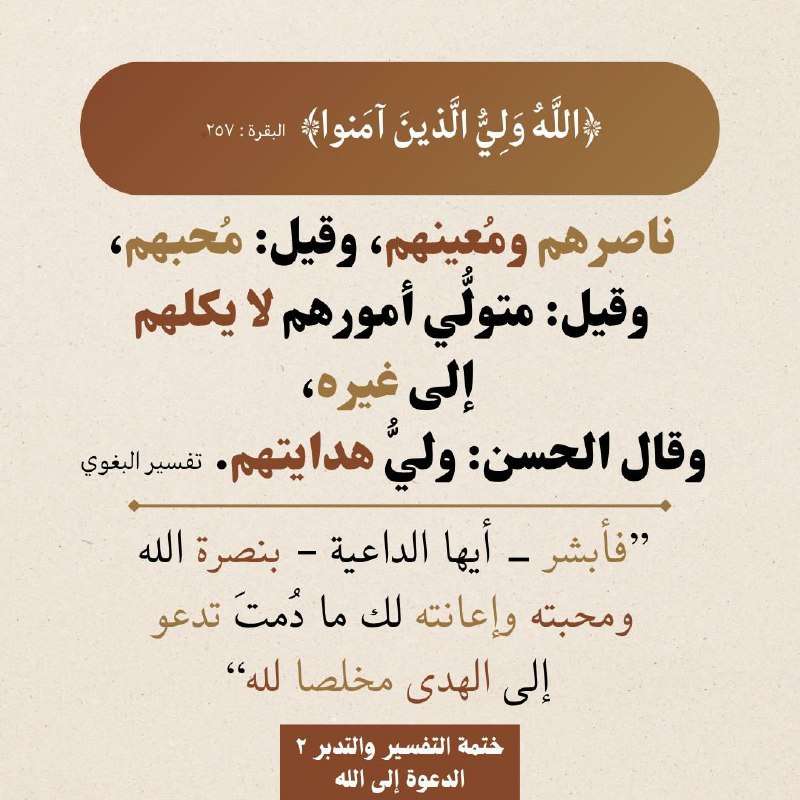 ﴿اللَّهُ وَلِيُّ الَّذينَ آمَنوا﴾ البقرة : ٢٥٧.
ناصرهم ومُعينهم، وقيل: مُحبهم،
وقيل: متولُّي أمورهم لا يكلهم
إلى غيره،
وقال الحسن: وليُّ هدايتهم. تفسير البغوي
”فأبشر – أيها الداعية – بنصرة الله
ومحبته وإعانته لك ما دُمتَ تدعو
إلى الهدى مخلصا لله“
ختمة التفسير والتدبر ٢
الدعوة إلى الله